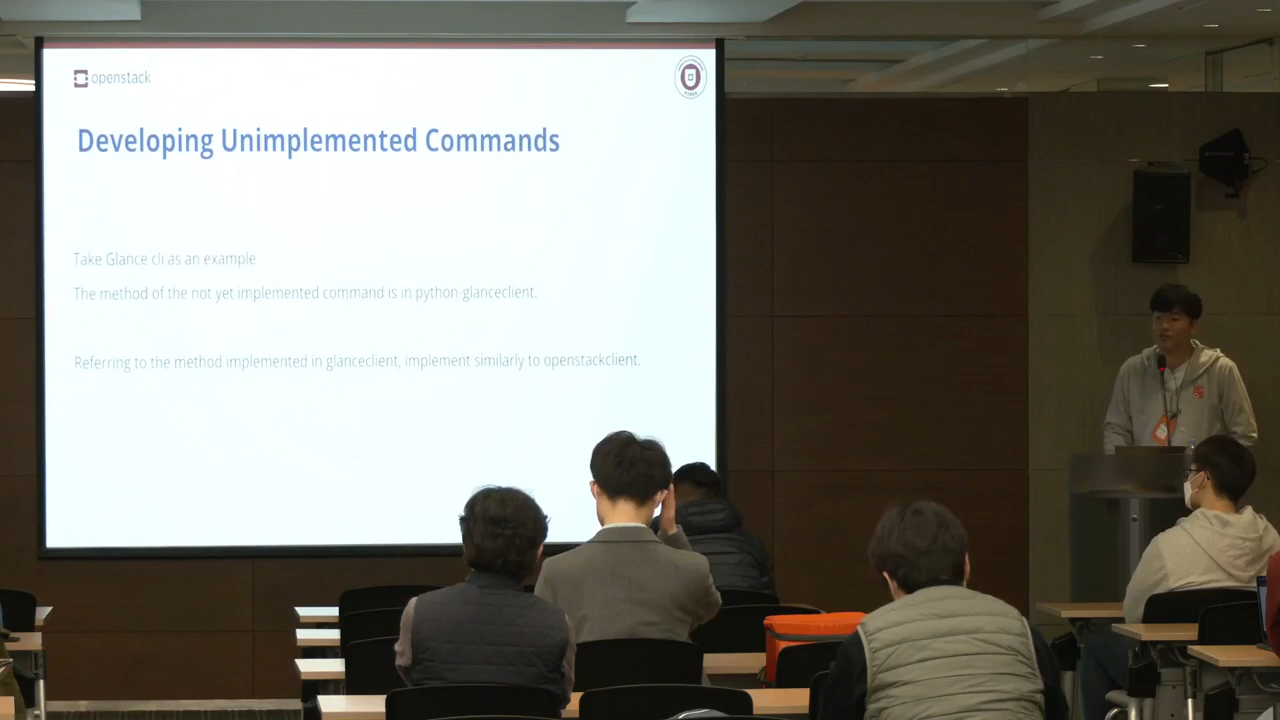 openstack
Developing Unimplemented Commands
Take Glance cli as an example
The method of the not yet implemented command is in python-glanceclient.
Referring to the method implemented in glanceclient, implement similarly to openstackclient.